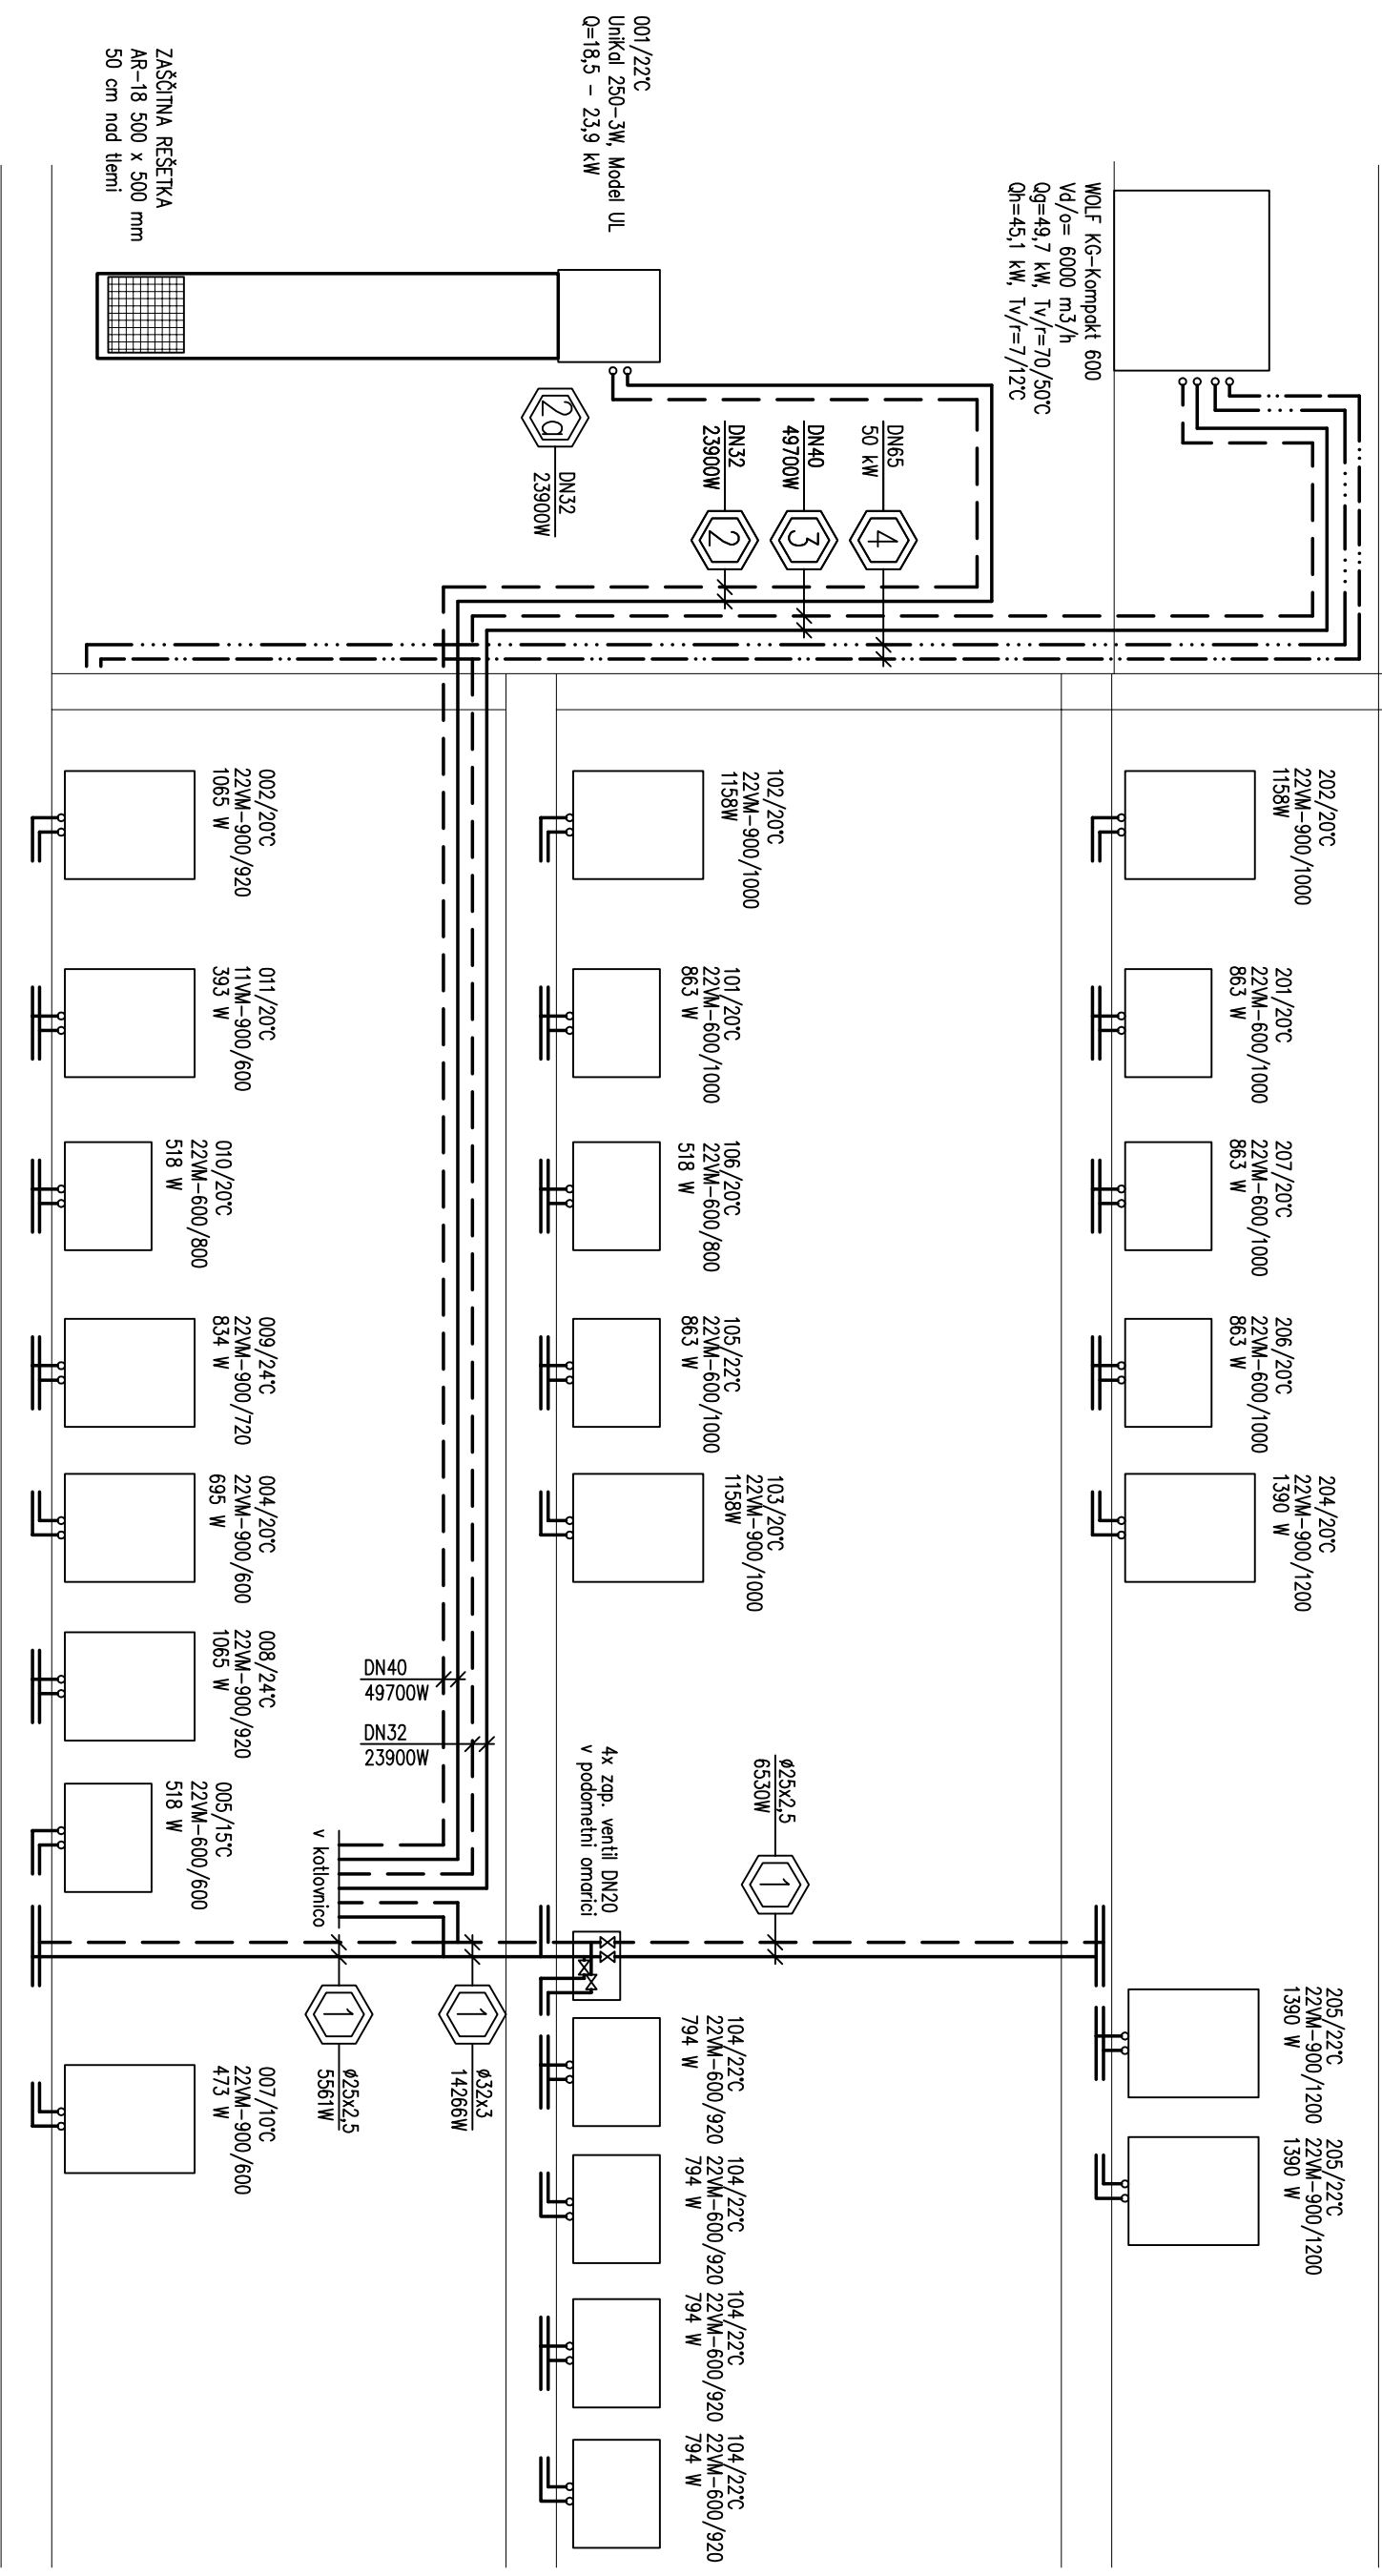 WOLF KG-Kompakt 600
Vd/o= 6000 m3/h
Qg=49,7 kW, Tv/r=70/50°C
Qh=45,1 kW, Tv/r=7/12°C
001/22°C
UniKal 250-3W, Model UL
Q=18,5 - 23,9 kW
ZAŠČITNA REŠETKA
AR-18 500 x 500 mm
50 cm nad tlemi
DN65
50 kW
4
DN40
49700W
3
DN32
23900W
2
2a
DN32
23900W
202/20°C
22VM-900/1000
1158W
201/20°C
22VM-600/1000
863 W
207/20°C
22VM-600/1000
863 W
206/20°C
22VM-600/1000
863 W
204/20°C
22VM-900/1200
1390 W
205/22°C
22VM-900/1200
1390 W
205/22°C
22VM-900/1200
1390 W
102/20°C
22VM-900/1000
1158W
101/20°C
22VM-600/1000
863 W
106/20°C
22VM-600/800
518 W
105/22°C
22VM-600/1000
863 W
103/20°C
22VM-900/1000
1158W
Ø25x2,5
6530W
1
4x zap. ventil DN20
v podometni omarici
104/22°C
22VM-600/920
794 W
104/22°C
22VM-600/920
794 W
104/22°C
22VM-600/920
794 W
104/22°C
22VM-600/920
794 W
DN40
49700W
DN32
23900W
v kotlovnico
1
Ø32x3
14266W
1
Ø25x2,5
5561W
002/20°C
22VM-900/920
1065 W
011/20°C
11VM-900/600
393 W
010/20°C
22VM-600/800
518 W
009/24°C
22VM-900/720
834 W
004/20°C
22VM-900/600
695 W
008/24°C
22VM-900/920
1065 W
005/15°C
22VM-600/600
518 W
007/10°C
22VM-900/600
473 W